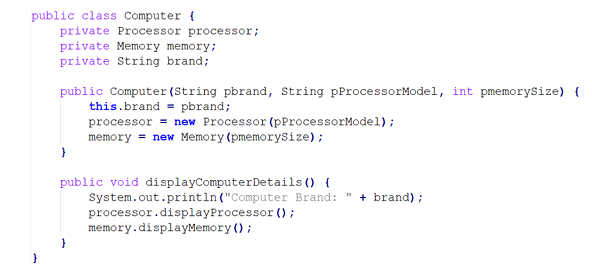 public class Computer {
    private Processor processor;
    private Memory memory;
    private String brand;

    public Computer(String pbrand, String pProcessorModel, int pmemorySize) {
        this.brand = pbrand;
        processor = new Processor(pProcessorModel);
        memory = new Memory(pmemorySize);
    }

    public void displayComputerDetails() {
        System.out.println("Computer Brand: " + brand);
        processor.displayProcessor();
        memory.displayMemory();
    }
}